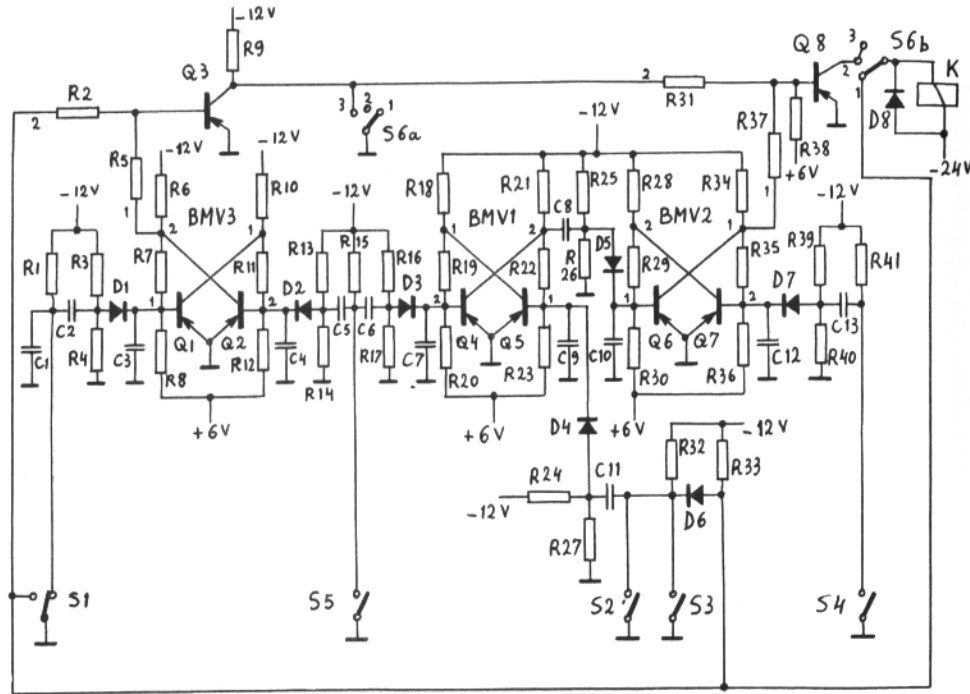 -12V
R9
Q3
Q8
3
S6b
K
R2
2
2
R31
2
1
3 2 1
S6a
D8
-24V
-12V
R37
R38
+6V
R5
-12V
R6
-12V
R10
R18
R21
R25
R28
R34
1
BMV3
-12V
2
1
-12V
BMV1
1
2
C8
BMV2
2
1
1
-12V
R1
R3
R7
R11
R13
R15
R16
R19
R22
D5
R26
R29
R35
R39
R41
D1
D2
D3
D7
1
2
2
1
1
2
C2
Q1
Q2
C5
C6
Q4
Q5
Q6
Q7
C13
C1
R4
C3
R8
R12
C4
R14
R17
C7
R20
R23
C9
C10
R30
R36
C12
R40
+6V
+6V
+6V
D4
R32
-12V
R33
R24
C11
-12V
D6
R27
S1
S5
S2
S3
S4